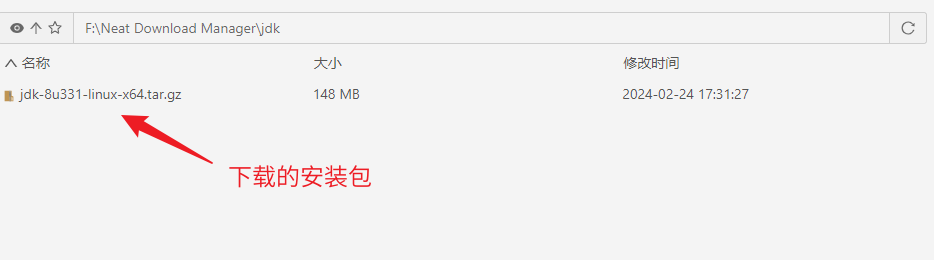 F:\Neat Download Manager\jdk
名称 大小 修改时间
jdk-8u331-linux-x64.tar.gz 148 MB 2024-02-24 17:31:27
下载的安装包